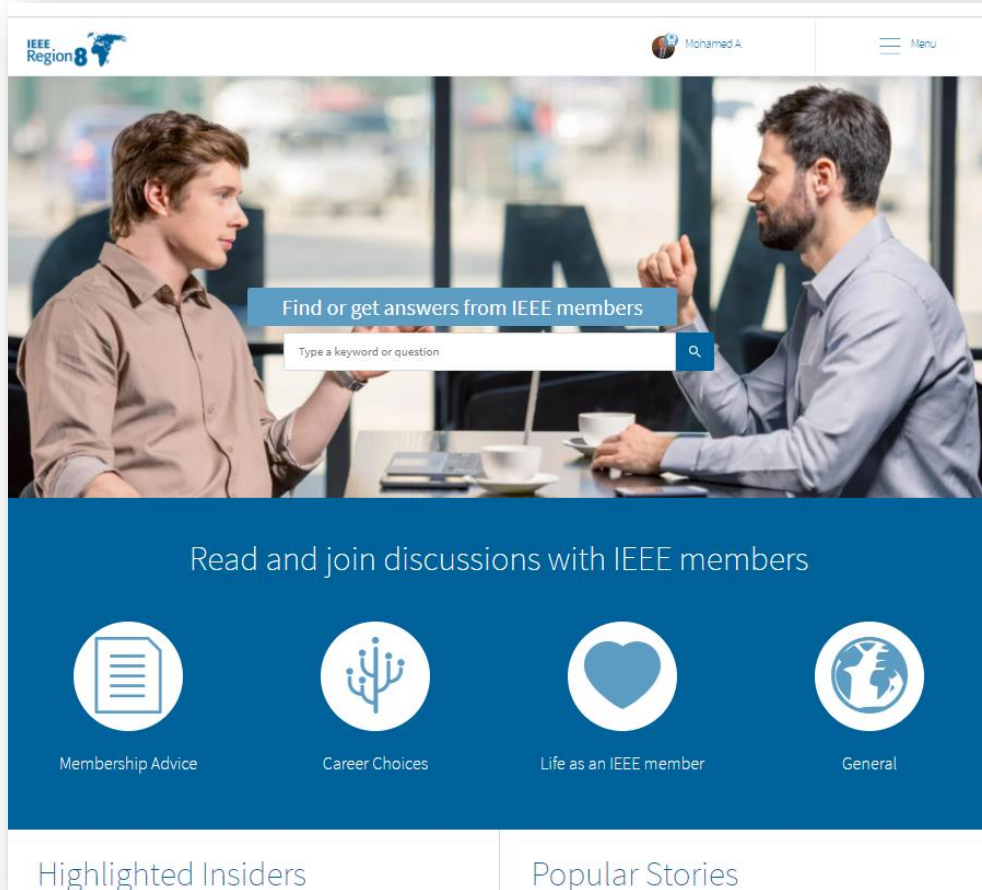 IEEE
Region 8
Mohamed A.
Menu
Find or get answers from IEEE members
Type a keyword or question
Read and join discussions with IEEE members
Membership Advice
Career Choices
Life as an IEEE member
General
Highlighted Insiders
Popular Stories